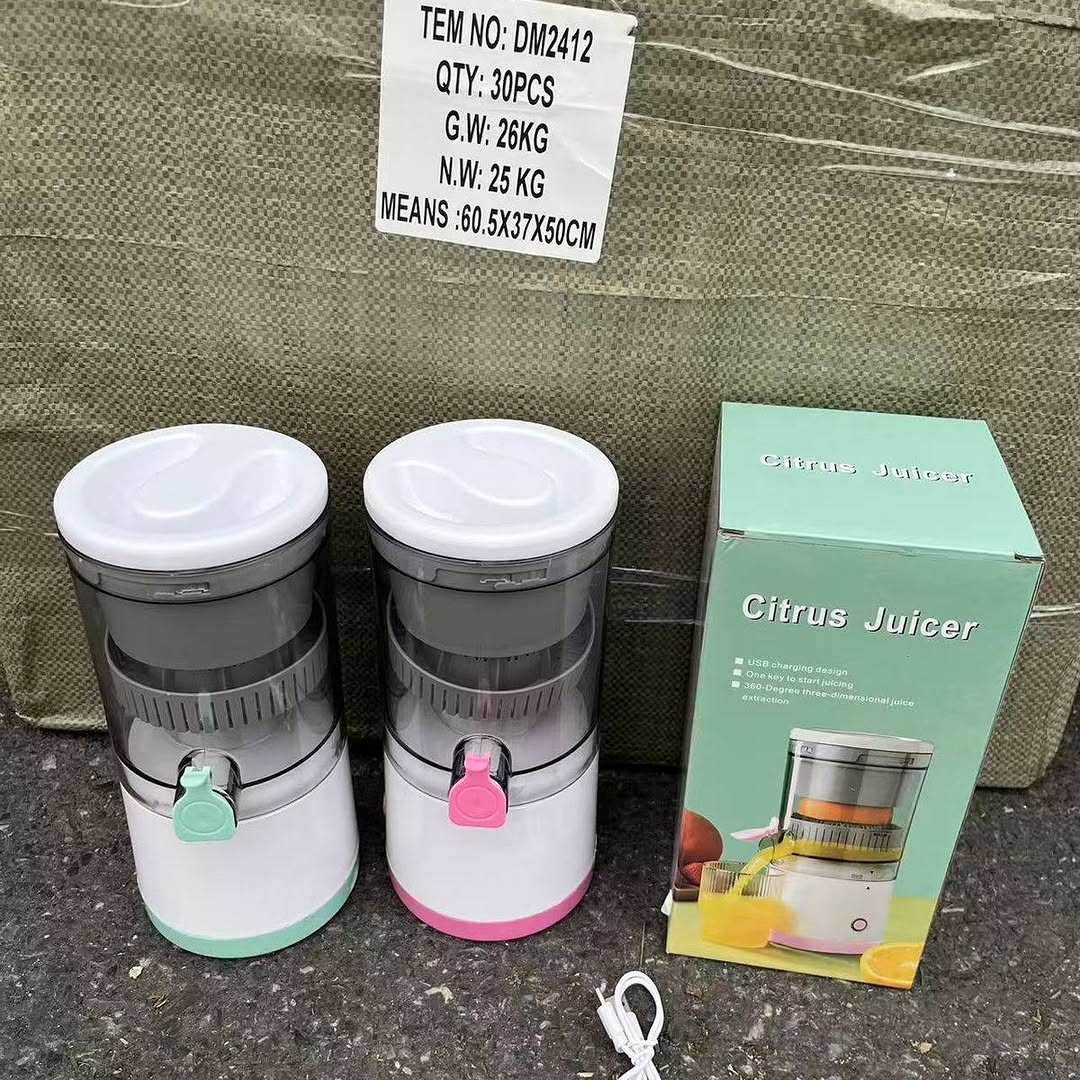 TEM NO: DM2412
QTY: 30PCS
G.W: 26KG
N.W: 25 KG
MEANS :60.5X37X50CM
Citrus Juicer
Citrus Juicer
USB charging design
One key to start juicing
360-Degree three-dimensional juice
extraction